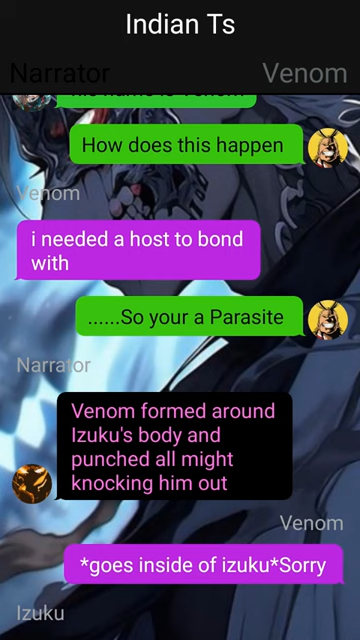 Indian Ts
Narrator
Venom
How does this happen
Venom
i needed a host to bond
with
......So your a Parasite
Narrator
Venom formed around
Izuku's body and
punched all might
knocking him out
Venom
*goes inside of izuku*Sorry
Izuku